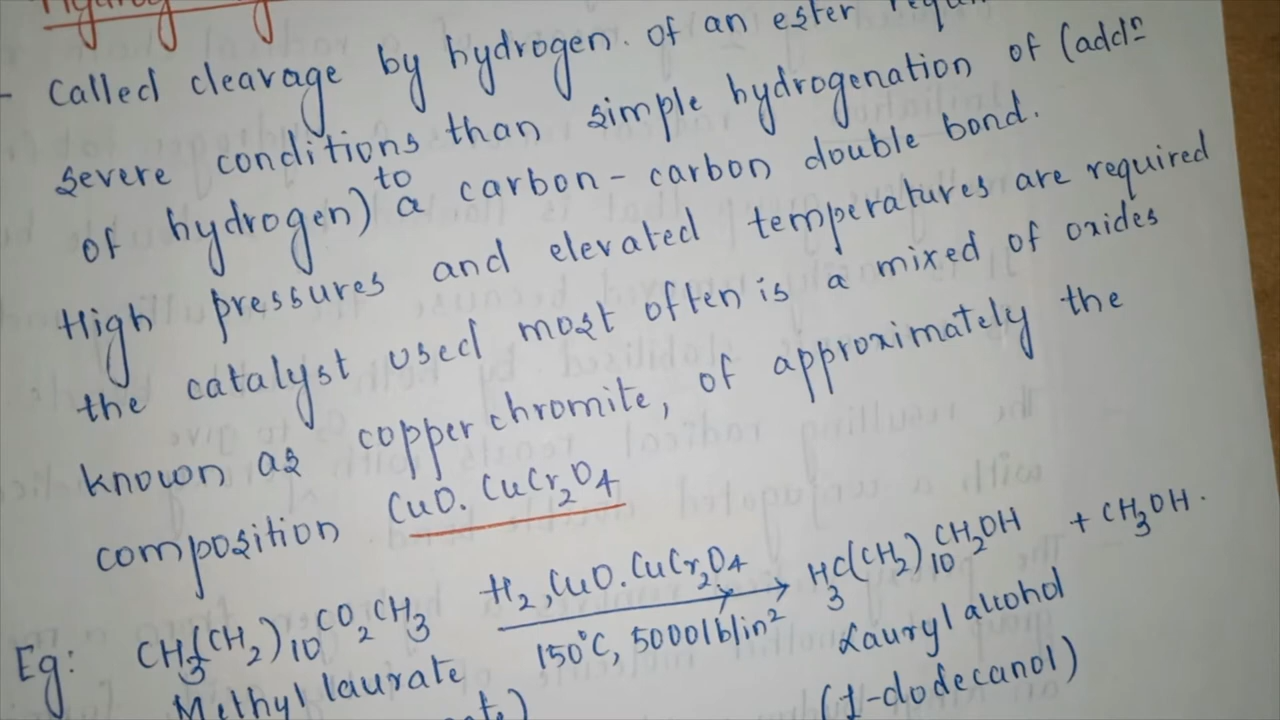 - called cleavage by hydrogen. of an ester
severe conditions than simple hydrogenation of (addn
of hydrogen) to a carbon-carbon double bond.
High pressures and elevated temperatures are required
the catalyst used most often is a mixed of oxides
known as copper chromite, of approximately the
composition CuO.CuCr2O4
Eg: CH3(CH2)10CO2CH3 H2, CuO.CuCr2O4 H3C(CH2)10CH2OH + CH3OH.
150°C, 5000lb/in2
Methyl laurate Lauryl alcohol
(1-dodecanol)